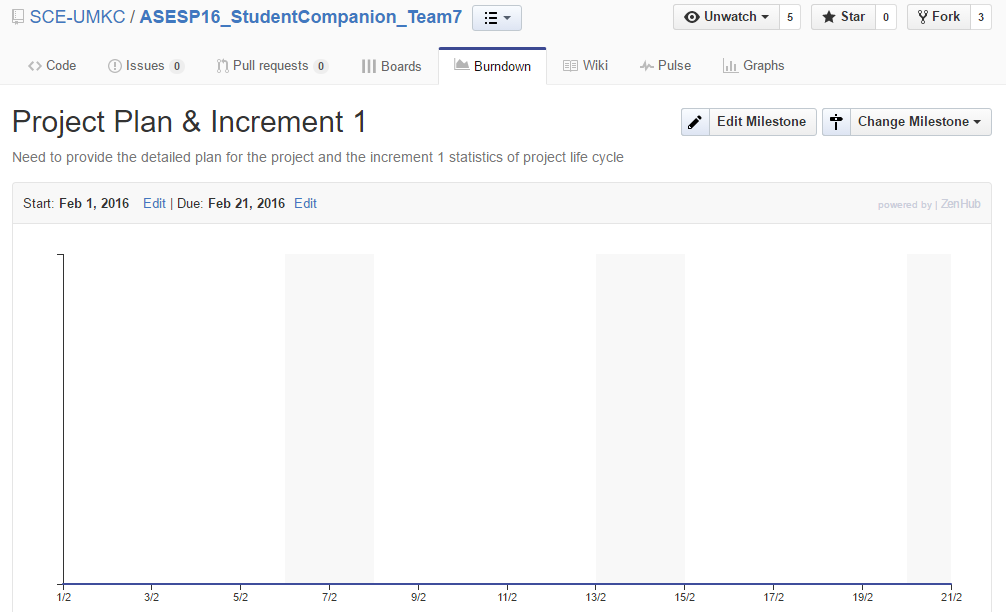 SCE-UMKC / ASESP16_StudentCompanion_Team7 Unwatch 5 Star 0 Fork 3
Code Issues 0 Pull requests 0 Boards Burndown Wiki Pulse Graphs
Project Plan & Increment 1 Edit Milestone Change Milestone
Need to provide the detailed plan for the project and the increment 1 statistics of project life cycle
Start: Feb 1, 2016 Edit | Due: Feb 21, 2016 Edit powered by | ZenHub
1/2 3/2 5/2 7/2 9/2 11/2 13/2 15/2 17/2 19/2 21/2